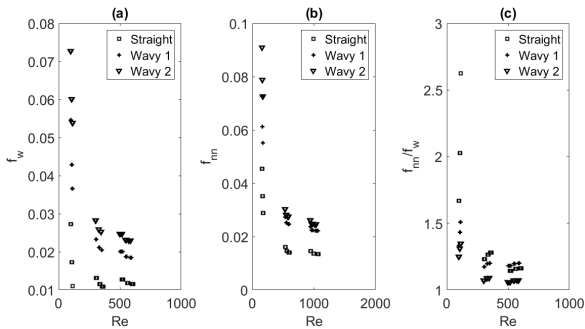 (a)
Straight
Wavy 1
Wavy 2
f_w
0.08
0.07
0.06
0.05
0.04
0.03
0.02
0.01
0
500
1000
Re
(b)
Straight
Wavy 1
Wavy 2
f_nn
0.1
0.08
0.06
0.04
0.02
0
0
1000
2000
Re
(c)
Straight
Wavy 1
Wavy 2
f_nn/f_w
3
2.5
2
1.5
1
0
500
1000
Re